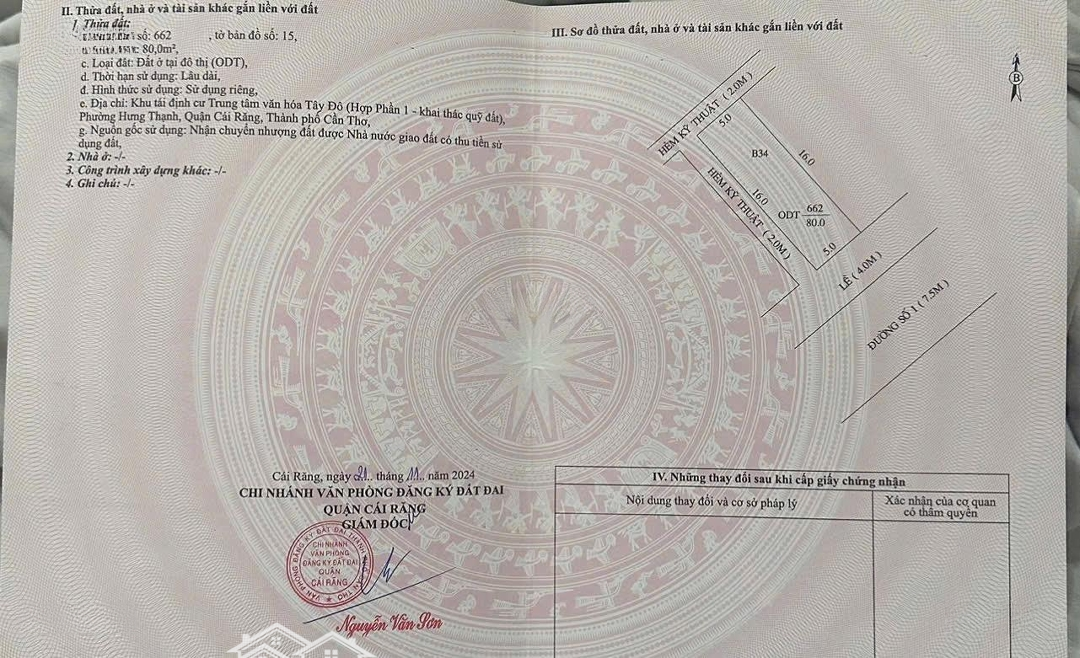 II. Thửa đất, nhà ở và tài sản khác gắn liền với đất
1. Thửa đất:
số: 662 , tờ bản đồ số: 15,
80,0m²,
c. Loại đất: Đất ở tại đô thị (ODT),
d. Thời hạn sử dụng: Lâu dài,
đ. Hình thức sử dụng: Sử dụng riêng,
e. Địa chỉ: Khu tái định cư Trung tâm văn hóa Tây Đô (Hợp Phần 1 - khai thác quỹ đất),
Phường Hưng Thạnh, Quận Cái Răng, Thành phố Cần Thơ,
g. Nguồn gốc sử dụng: Nhận chuyển nhượng đất được Nhà nước giao đất có thu tiền sử
dụng đất,
2. Nhà ở: -/-
3. Công trình xây dựng khác: -/-
4. Ghi chú: -/-
III. Sơ đồ thửa đất, nhà ở và tài sản khác gắn liền với đất
B
HẺM KỸ THUẬT ( 2.0M )
5.0
B34
16.0
HẺM KỸ THUẬT ( 2.0M )
16.0
ODT 662
80.0
5.0
LỀ ( 4.0M )
ĐƯỜNG SỐ 1 ( 7.5M )
Cái Răng, ngày 21.. tháng 11.. năm 2024
CHI NHÁNH VĂN PHÒNG ĐĂNG KÝ ĐẤT ĐAI
QUẬN CÁI RĂNG
GIÁM ĐỐC
VĂN PHÒNG ĐĂNG KÝ ĐẤT ĐAI THÀNH PHỐ CẦN THƠ
CHI NHÁNH
VĂN PHÒNG
ĐĂNG KÝ ĐẤT ĐAI
QUẬN
CÁI RĂNG
Nguyễn Văn Sơn
IV. Những thay đổi sau khi cấp giấy chứng nhận
Nội dung thay đổi và cơ sở pháp lý
Xác nhận của cơ quan
có thẩm quyền